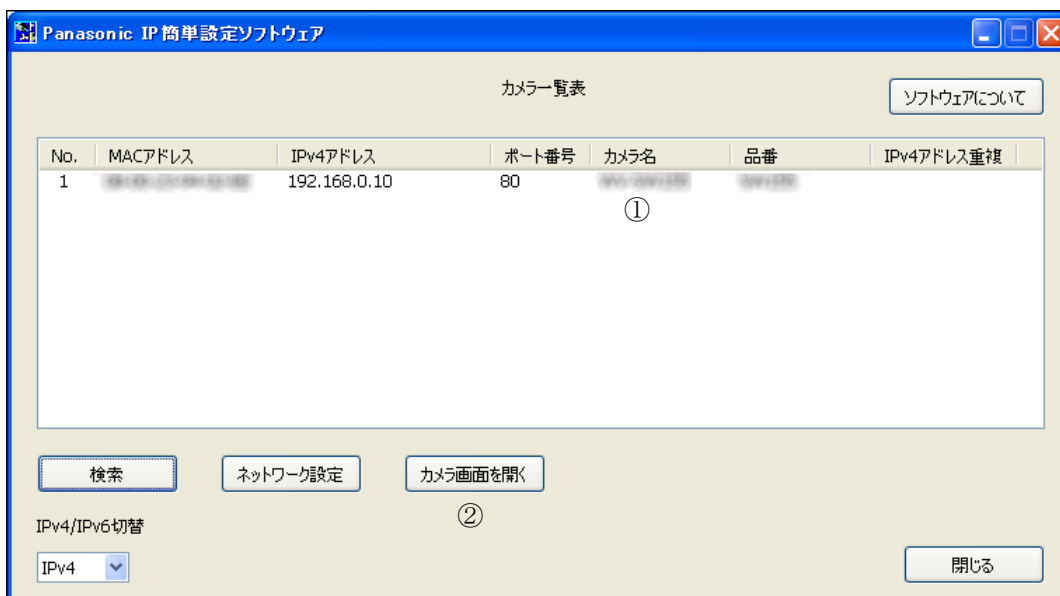 Panasonic IP簡単設定ソフトウェア
カメラ一覧表
ソフトウェアについて
No. MACアドレス IPv4アドレス ポート番号 カメラ名 品番 IPv4アドレス重複
1 192.168.0.10 80
①
検索 ネットワーク設定 カメラ画面を開く
②
IPv4/IPv6切替
IPv4
閉じる